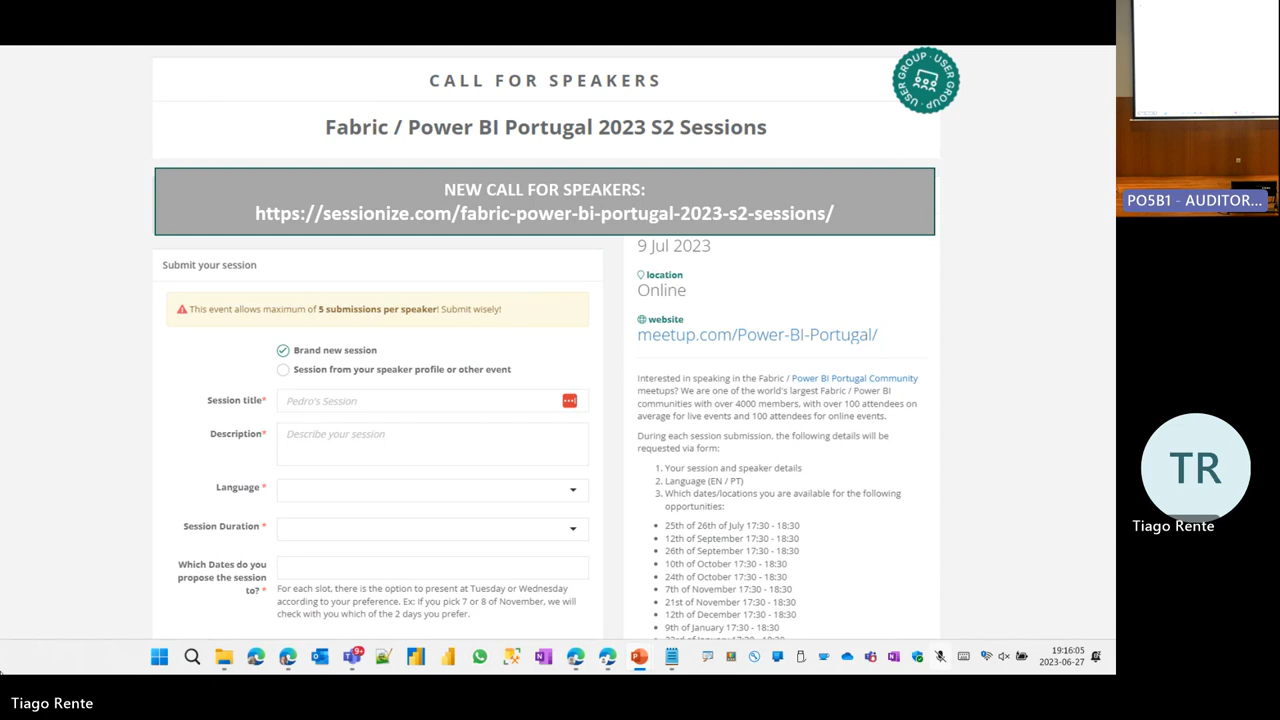 CALL FOR SPEAKERS
USER GROUP · USER GROUP ·
Fabric / Power BI Portugal 2023 S2 Sessions
NEW CALL FOR SPEAKERS:
https://sessionize.com/fabric-power-bi-portugal-2023-s2-sessions/
Submit your session
This event allows maximum of 5 submissions per speaker! Submit wisely!
Brand new session
Session from your speaker profile or other event
Session title*
Pedro's Session
Description*
Describe your session
Language *
Session Duration *
Which Dates do you
propose the session
to? *
For each slot, there is the option to present at Tuesday or Wednesday
according to your preference. Ex: If you pick 7 or 8 of November, we will
check with you which of the 2 days you prefer.
9 Jul 2023
location
Online
website
meetup.com/Power-BI-Portugal/
Interested in speaking in the Fabric / Power BI Portugal Community
meetups? We are one of the world's largest Fabric / Power BI
communities with over 4000 members, with over 100 attendees on
average for live events and 100 attendees for online events.
During each session submission, the following details will be
requested via form:
1. Your session and speaker details
2. Language (EN / PT)
3. Which dates/locations you are available for the following
opportunities:
25th of 26th of July 17:30 - 18:30
12th of September 17:30 - 18:30
26th of September 17:30 - 18:30
10th of October 17:30 - 18:30
24th of October 17:30 - 18:30
7th of November 17:30 - 18:30
21st of November 17:30 - 18:30
12th of December 17:30 - 18:30
9th of January 17:30 - 18:30
9+
19:16:05
2023-06-27
PO5B1 - AUDITOR...
TR
Tiago Rente
Tiago Rente